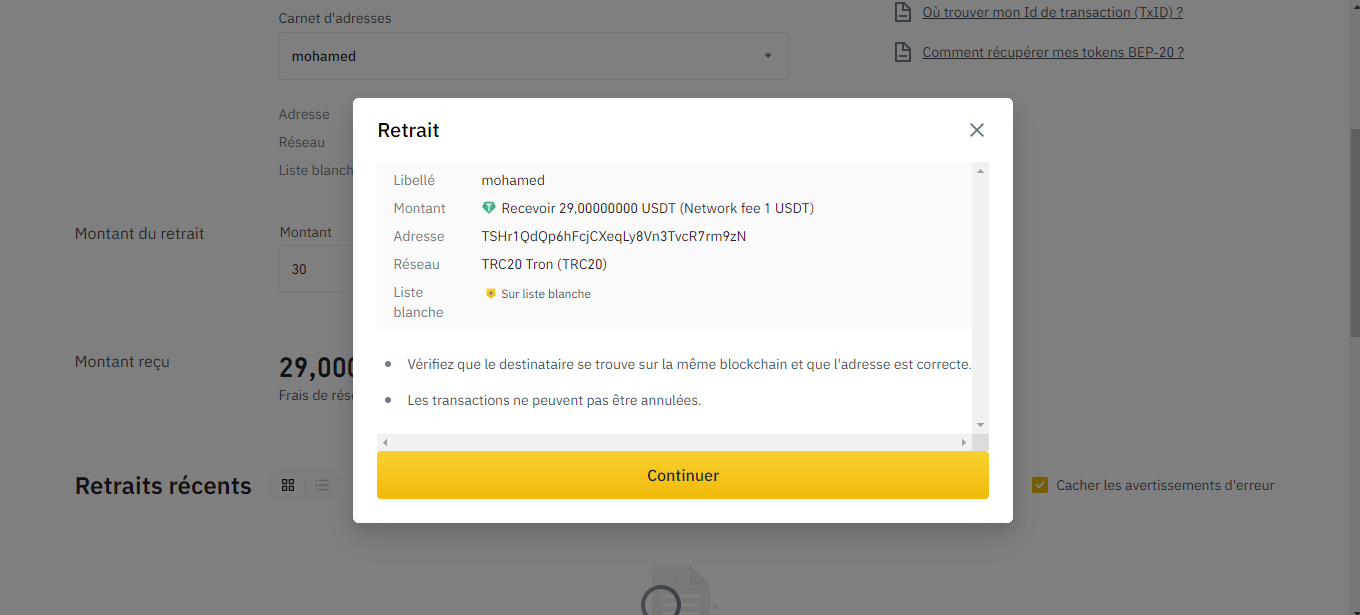 Carnet d'adresses
mohamed
Où trouver mon Id de transaction (TxID) ?
Comment récupérer mes tokens BEP-20 ?
Adresse
Réseau
Liste blanch
Montant du retrait
Montant
30
Montant reçu
29,000
Frais de rés
Retraits récents
Cacher les avertissements d'erreur
Retrait
Libellé mohamed
Montant Recevoir 29,00000000 USDT (Network fee 1 USDT)
Adresse TSHr1QdQp6hFcjCXeqLy8Vn3TvcR7rm9zN
Réseau TRC20 Tron (TRC20)
Liste blanche Sur liste blanche
Vérifiez que le destinataire se trouve sur la même blockchain et que l'adresse est correcte.
Les transactions ne peuvent pas être annulées.
Continuer